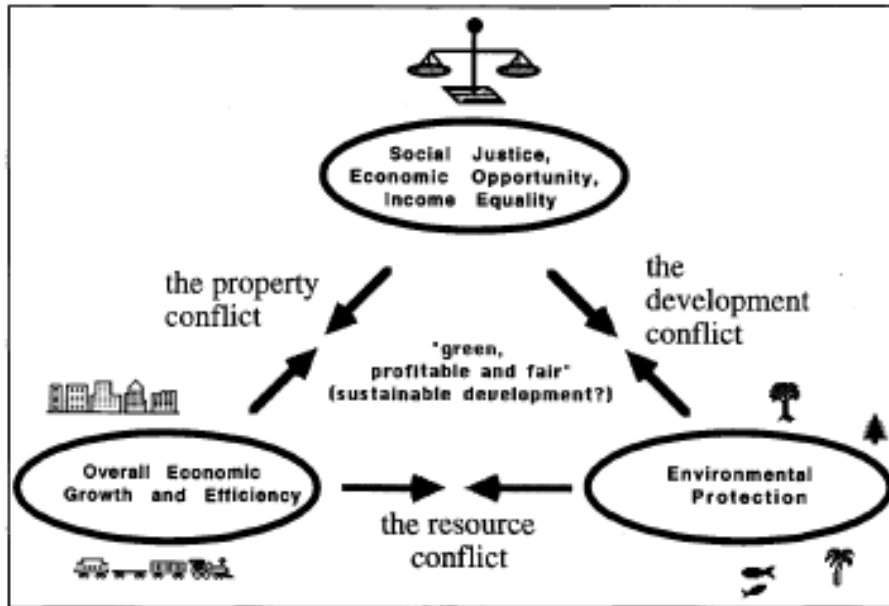 Social Justice,
Economic Opportunity,
Income Equality
the property
conflict
the
development
conflict
"green,
profitable and fair"
(sustainable development?)
Overall Economic
Growth and Efficiency
Environmental
Protection
the resource
conflict